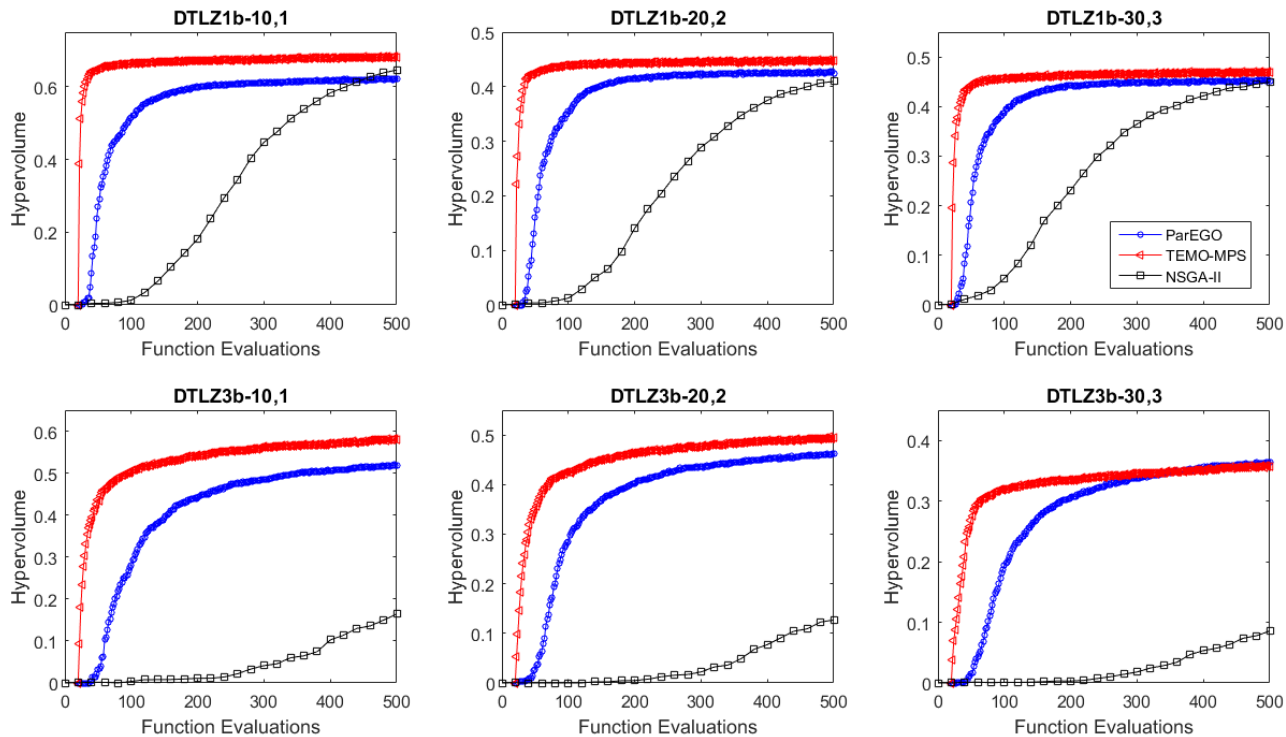 DTLZ1b-10,1
Hypervolume
0.6
0.4
0.2
0
0 100 200 300 400 500
Function Evaluations
DTLZ1b-20,2
Hypervolume
0.5
0.4
0.3
0.2
0.1
0
0 100 200 300 400 500
Function Evaluations
DTLZ1b-30,3
Hypervolume
0.5
0.4
0.3
0.2
0.1
0
ParEGO
TEMO-MPS
NSGA-II
0 100 200 300 400 500
Function Evaluations
DTLZ3b-10,1
Hypervolume
0.6
0.5
0.4
0.3
0.2
0.1
0
0 100 200 300 400 500
Function Evaluations
DTLZ3b-20,2
Hypervolume
0.5
0.4
0.3
0.2
0.1
0
0 100 200 300 400 500
Function Evaluations
DTLZ3b-30,3
Hypervolume
0.4
0.3
0.2
0.1
0
0 100 200 300 400 500
Function Evaluations